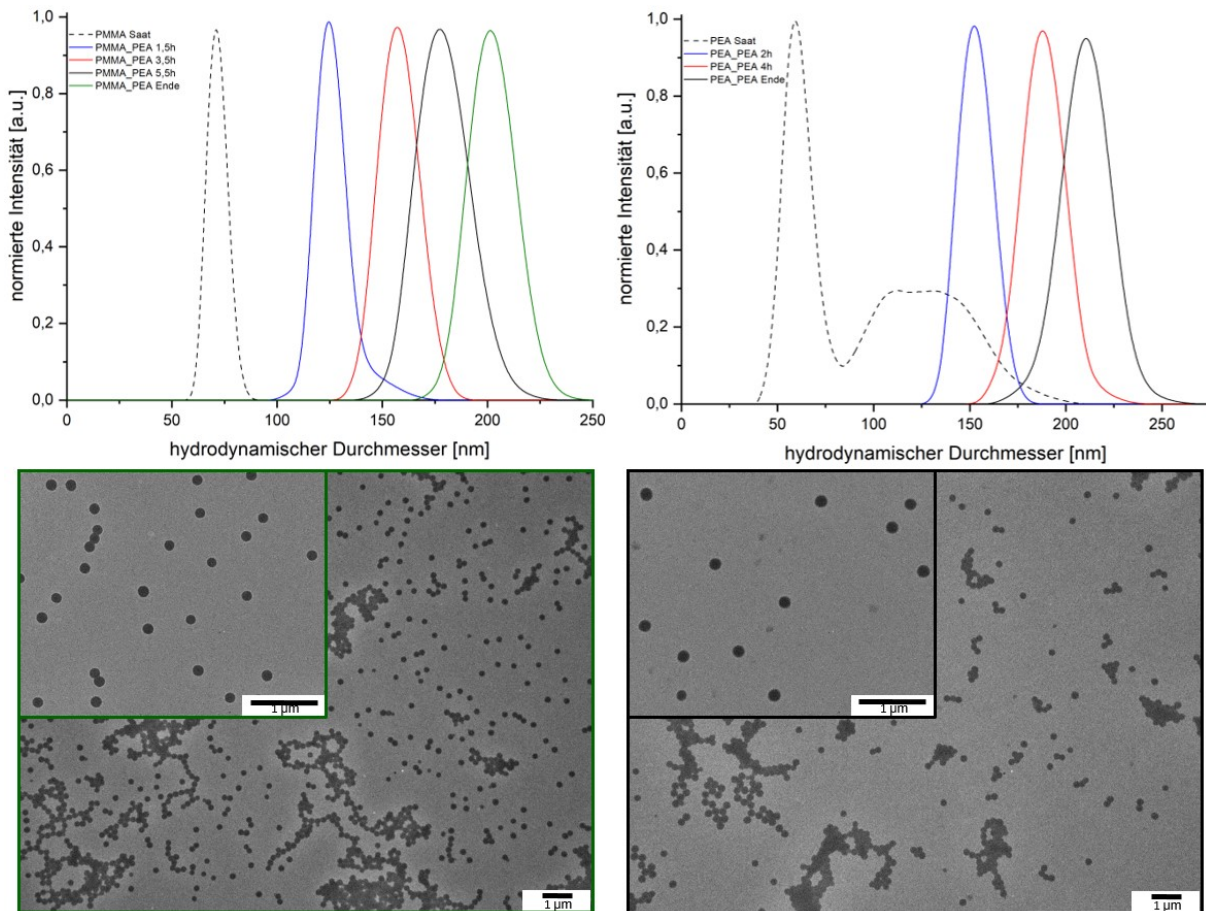 1,0
0,8
0,6
0,4
0,2
0,0
normierte Intensität [a.u.]
PMMA Saat
PMMA_PEA 1,5h
PMMA_PEA 3,5h
PMMA_PEA 5,5h
PMMA_PEA Ende
0
50
100
150
200
250
hydrodynamischer Durchmesser [nm]
1,0
0,8
0,6
0,4
0,2
0,0
normierte Intensität [a.u.]
PEA Saat
PEA_PEA 2h
PEA_PEA 4h
PEA_PEA Ende
0
50
100
150
200
250
hydrodynamischer Durchmesser [nm]
1 µm
1 µm
1 µm
1 µm